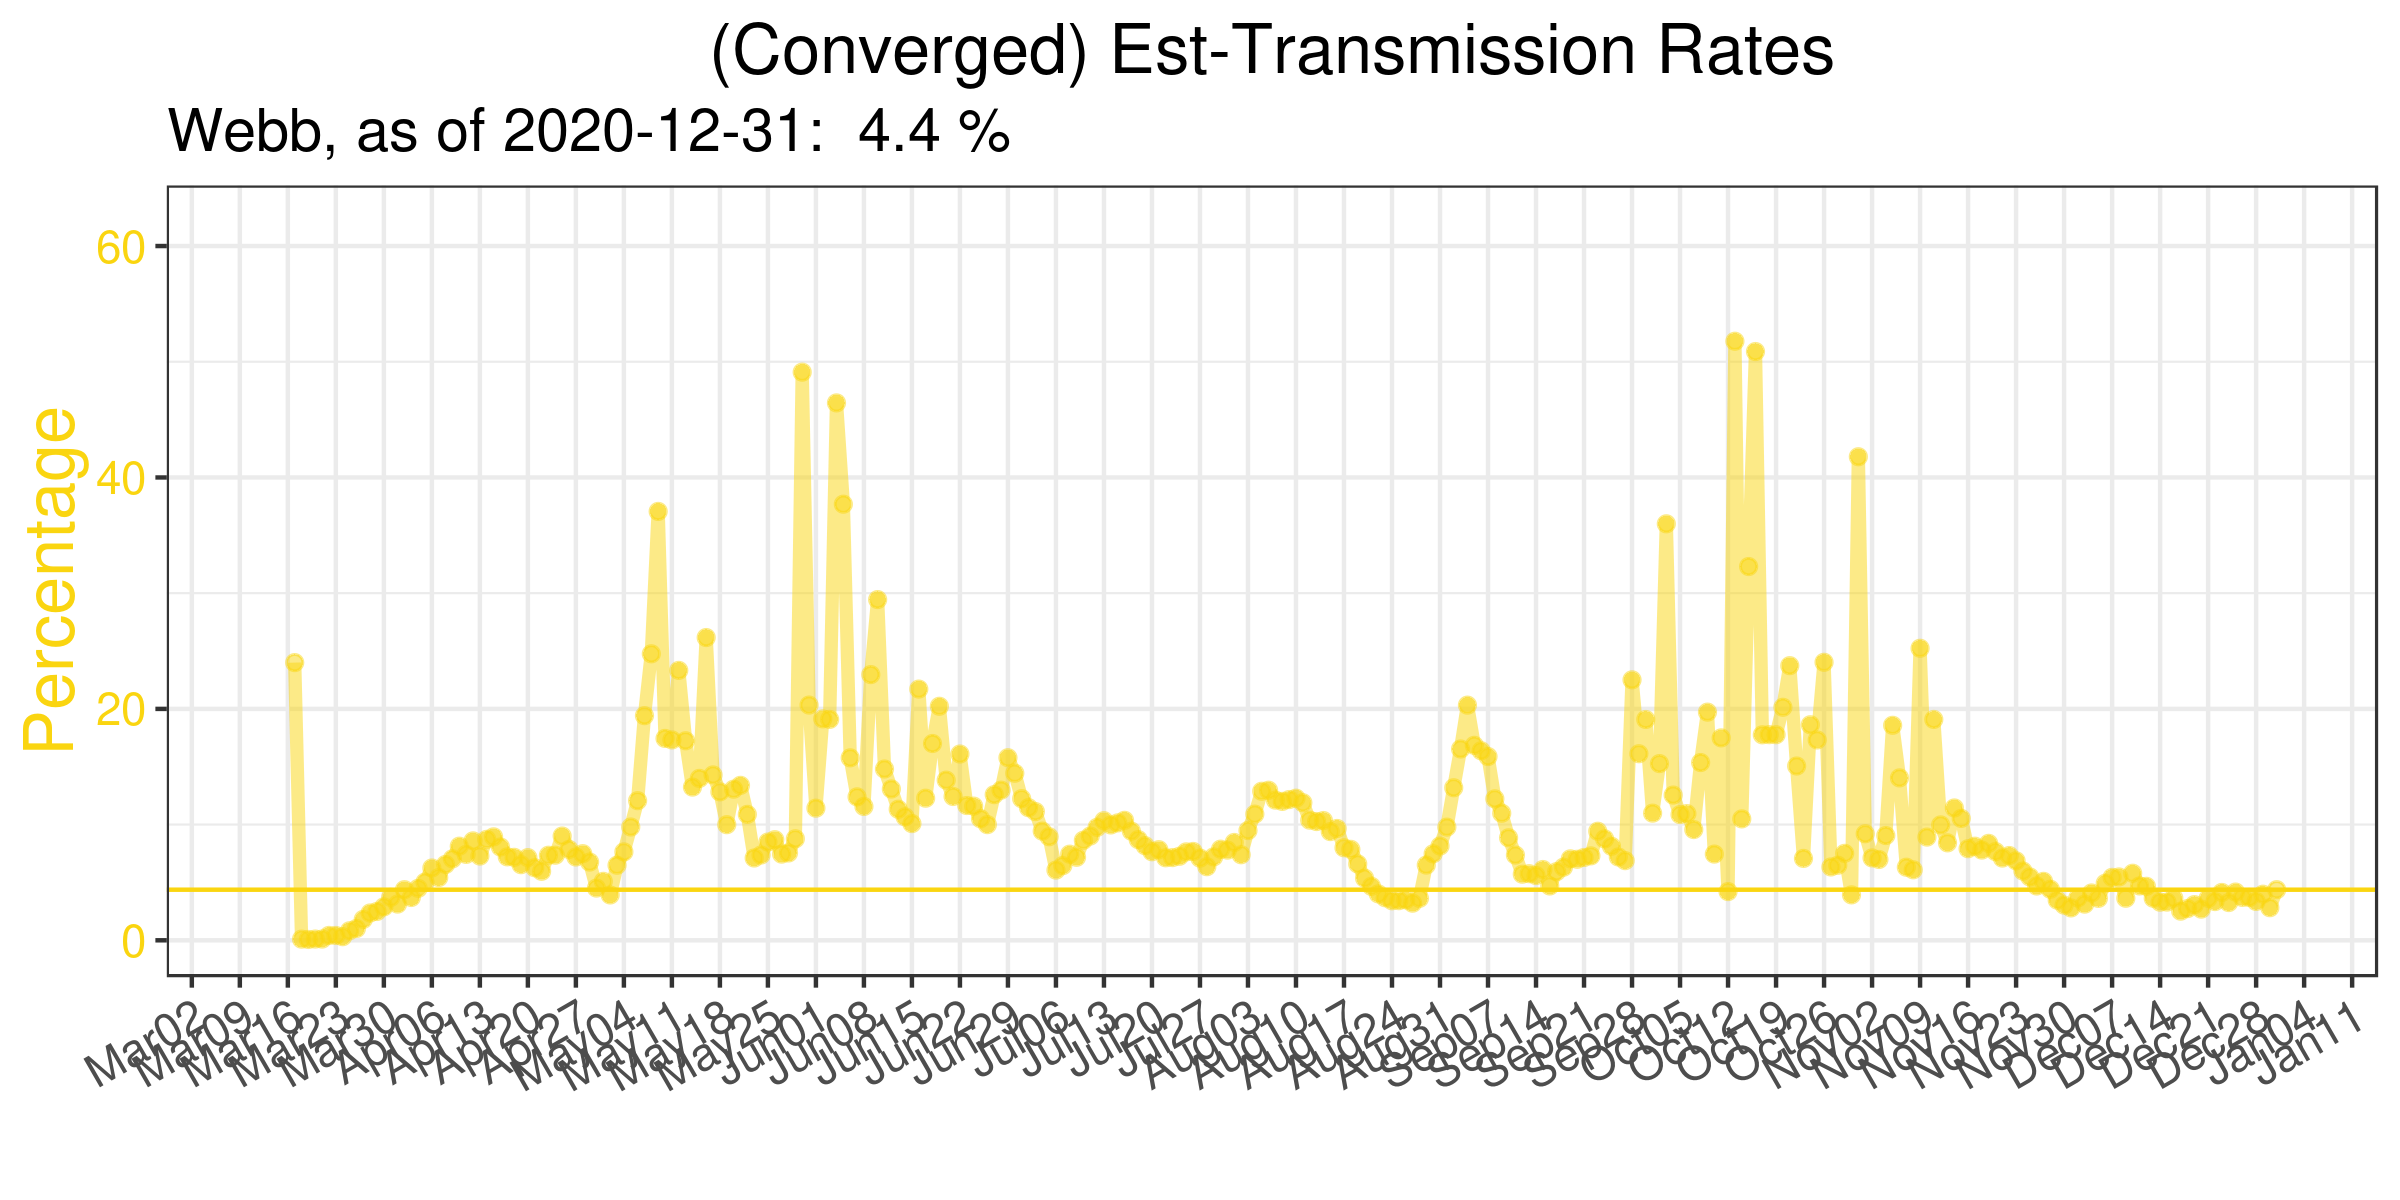 (Converged) Est-Transmission Rates
Webb, as of 2020-12-31: 4.4 %
Percentage
60
40
20
0
Mar02
Mar09
Mar16
Mar23
Mar30
Apr06
Apr13
Apr20
Apr27
May04
May11
May18
May25
Jun01
Jun08
Jun15
Jun22
Jun29
Jul06
Jul13
Jul20
Jul27
Aug03
Aug10
Aug17
Aug24
Aug31
Sep07
Sep14
Sep21
Sep28
Oct05
Oct12
Oct19
Oct26
Nov02
Nov09
Nov16
Nov23
Nov30
Dec07
Dec14
Dec21
Dec28
Jan04
Jan11